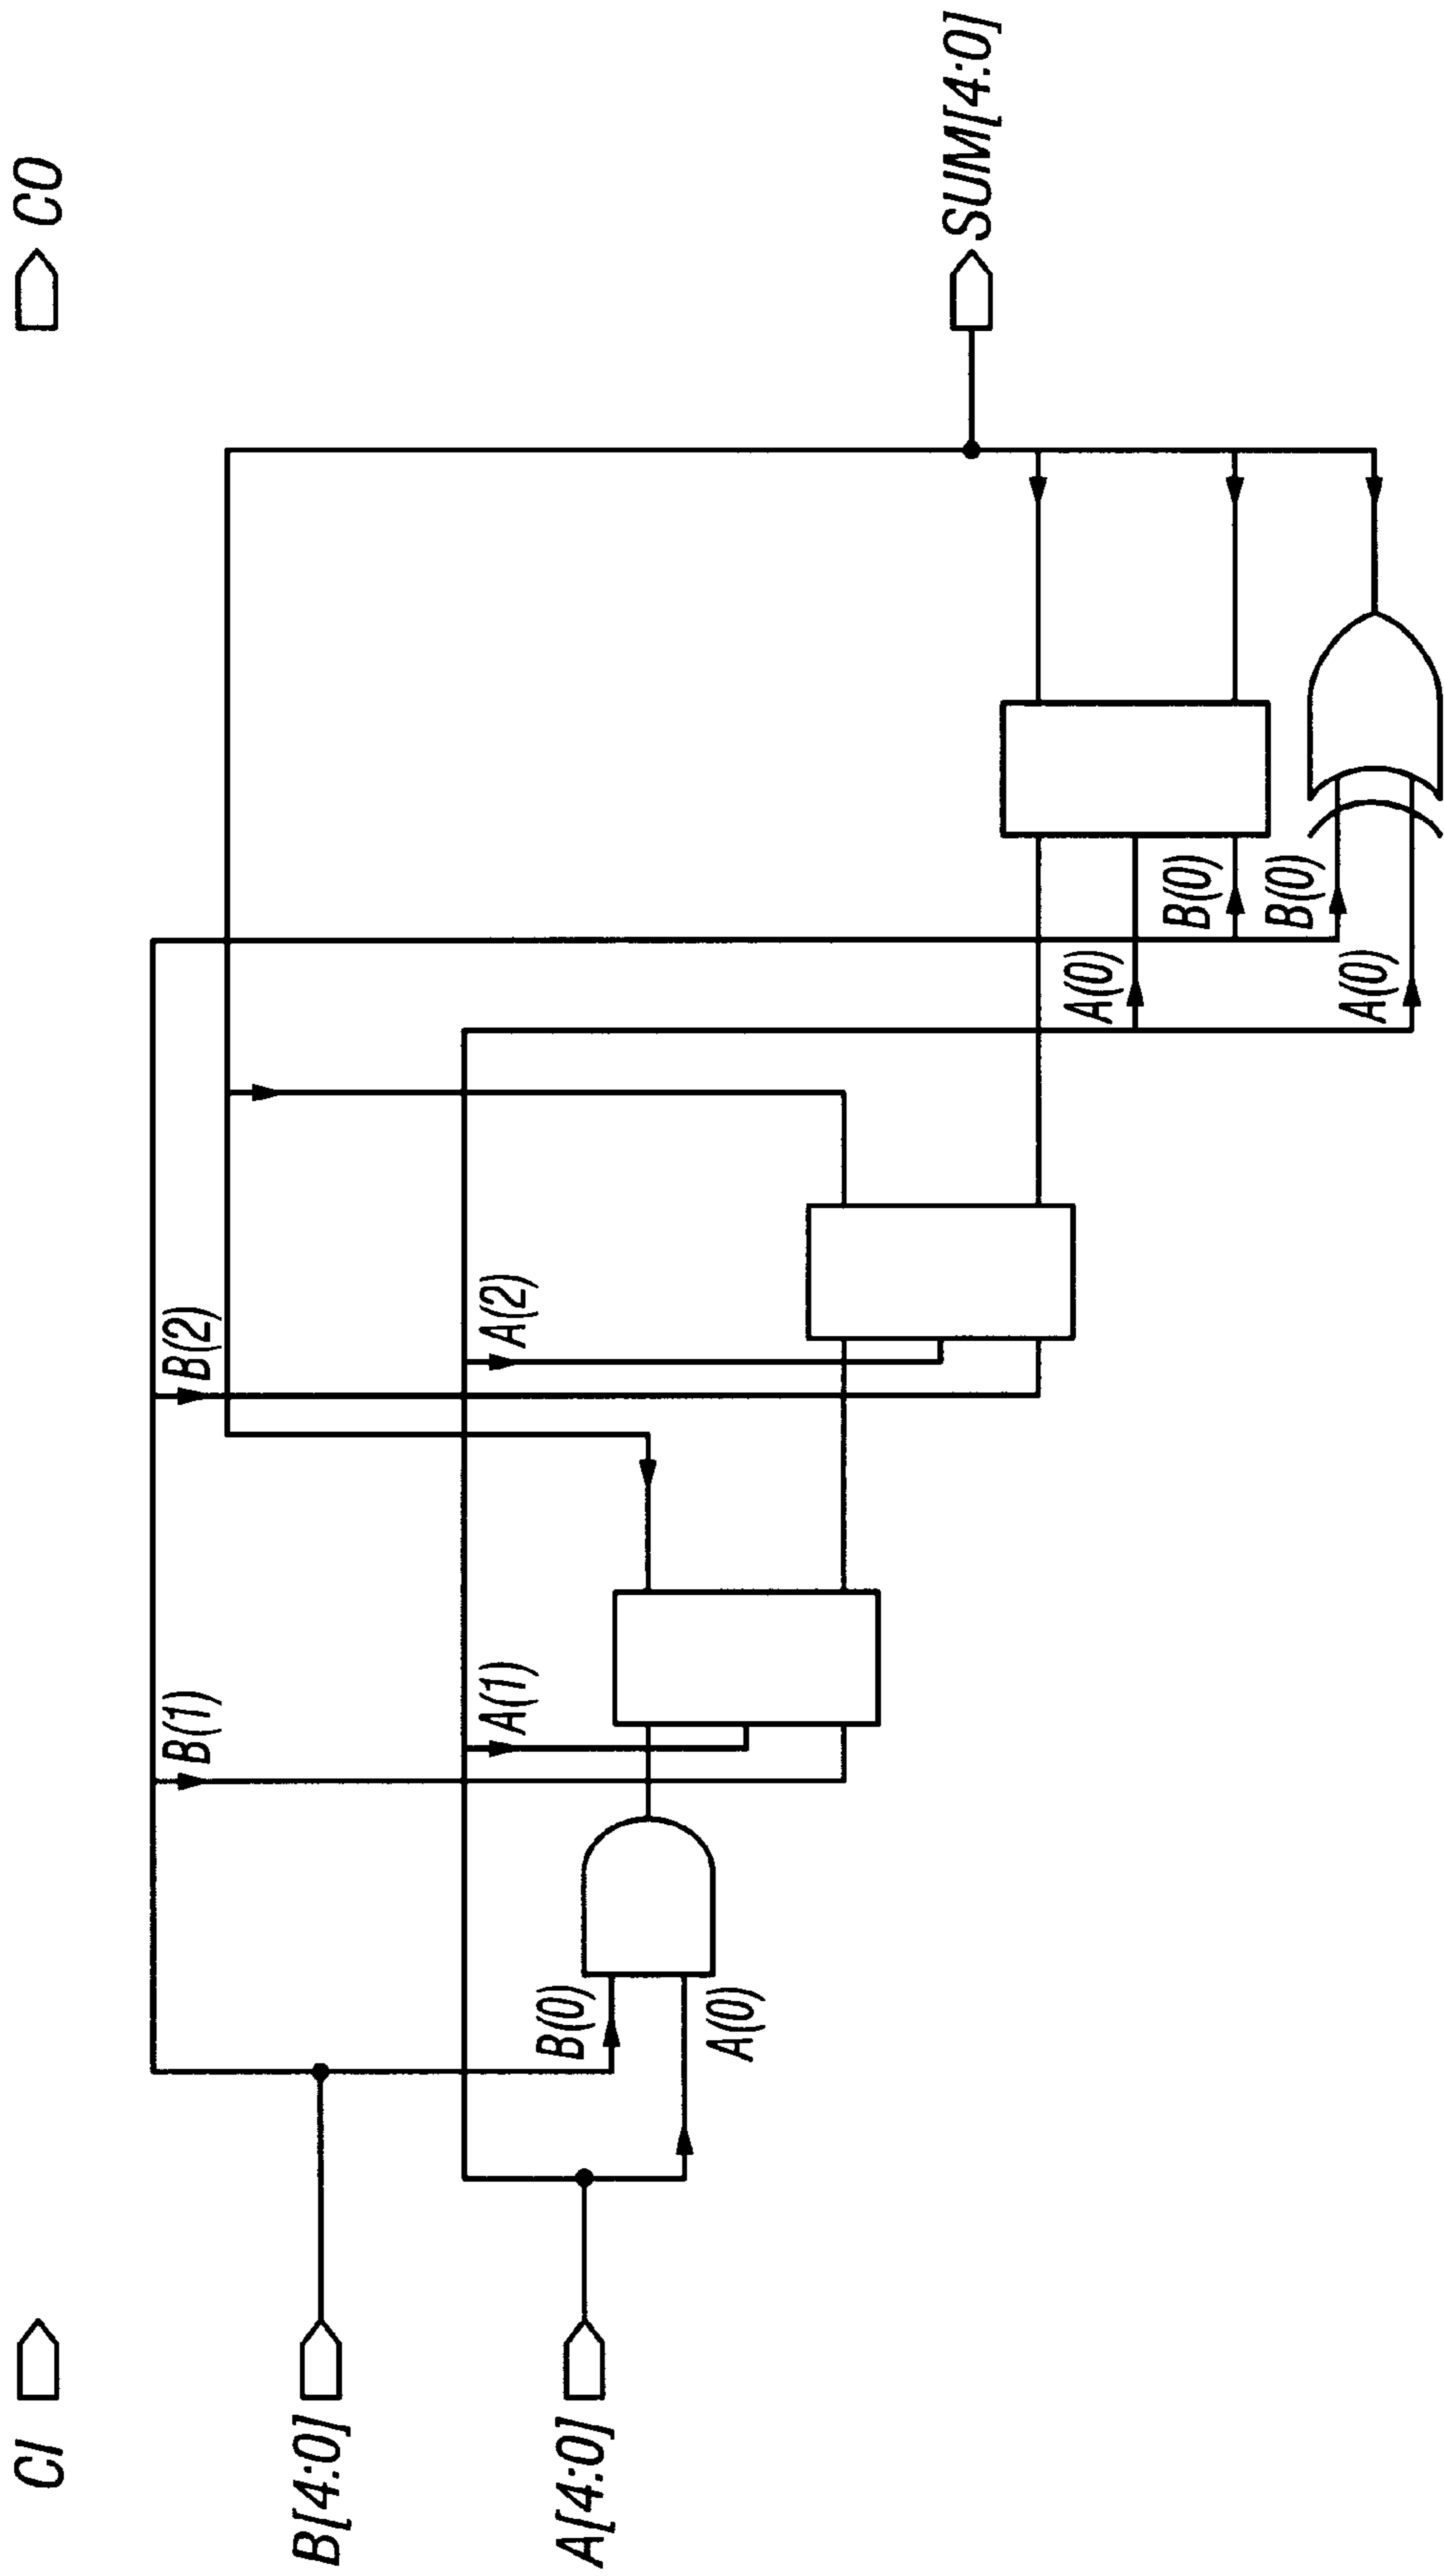 CI
CO
B[4:0]
A[4:0]
SUM[4:0]
B(1)
B(2)
A(1)
A(2)
B(0)
A(0)
A(0)
B(0)
B(0)
A(0)